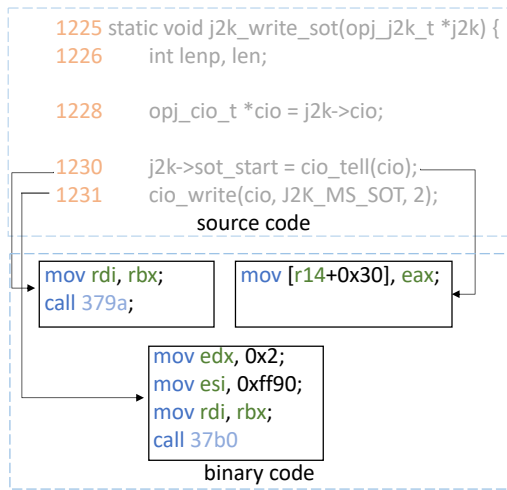 1225 static void j2k_write_sot(opj_j2k_t *j2k) {
1226 int lenp, len;
1228 opj_cio_t *cio = j2k->cio;
1230 j2k->sot_start = cio_tell(cio);
1231 cio_write(cio, J2K_MS_SOT, 2);
source code
mov rdi, rbx;
call 379a;
mov [r14+0x30], eax;
mov edx, 0x2;
mov esi, 0xff90;
mov rdi, rbx;
call 37b0
binary code